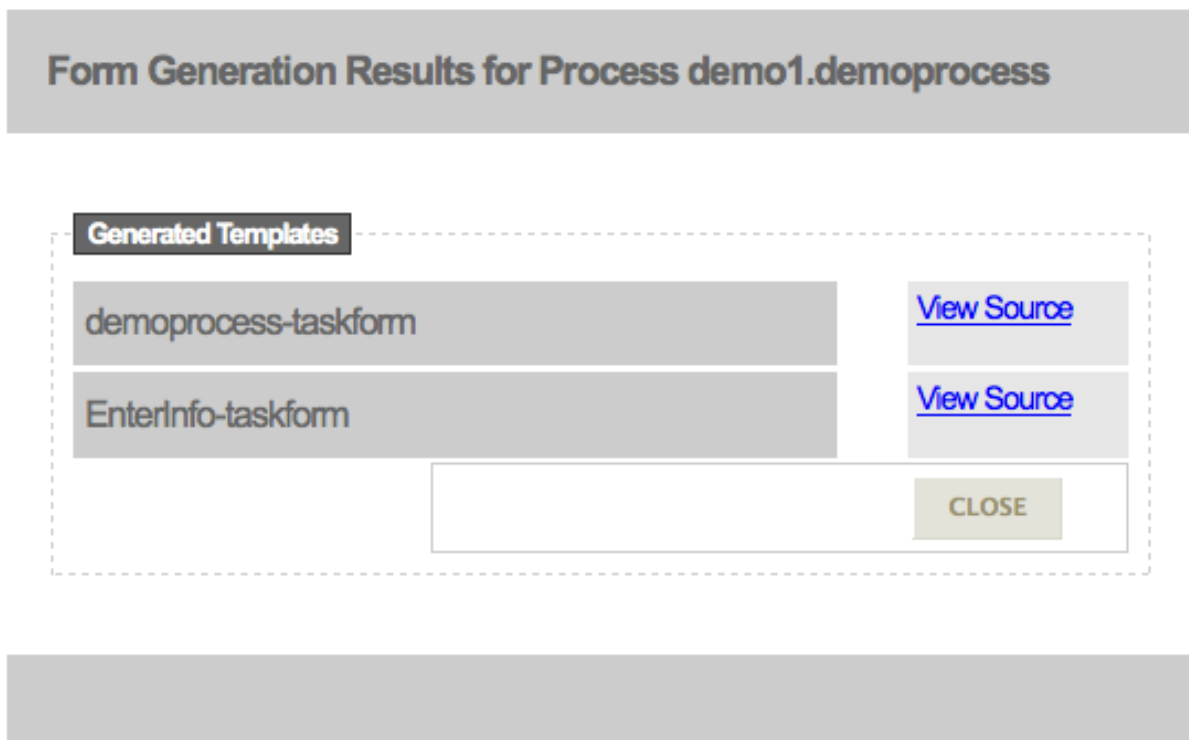 Form Generation Results for Process demo1.demoprocess
Generated Templates
demoprocess-taskform View Source
EnterInfo-taskform View Source
CLOSE